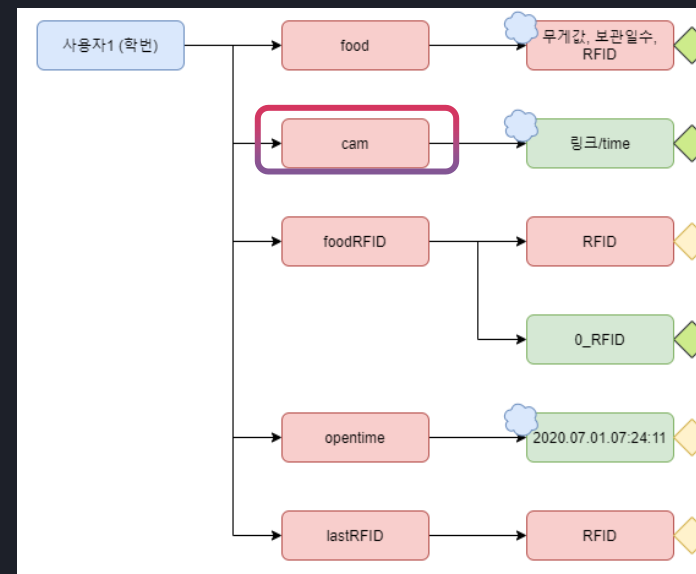 사용자1 (학번)
food
무게값, 보관일수,
RFID
cam
링크/time
foodRFID
RFID
0_RFID
opentime
2020.07.01.07:24:11
lastRFID
RFID